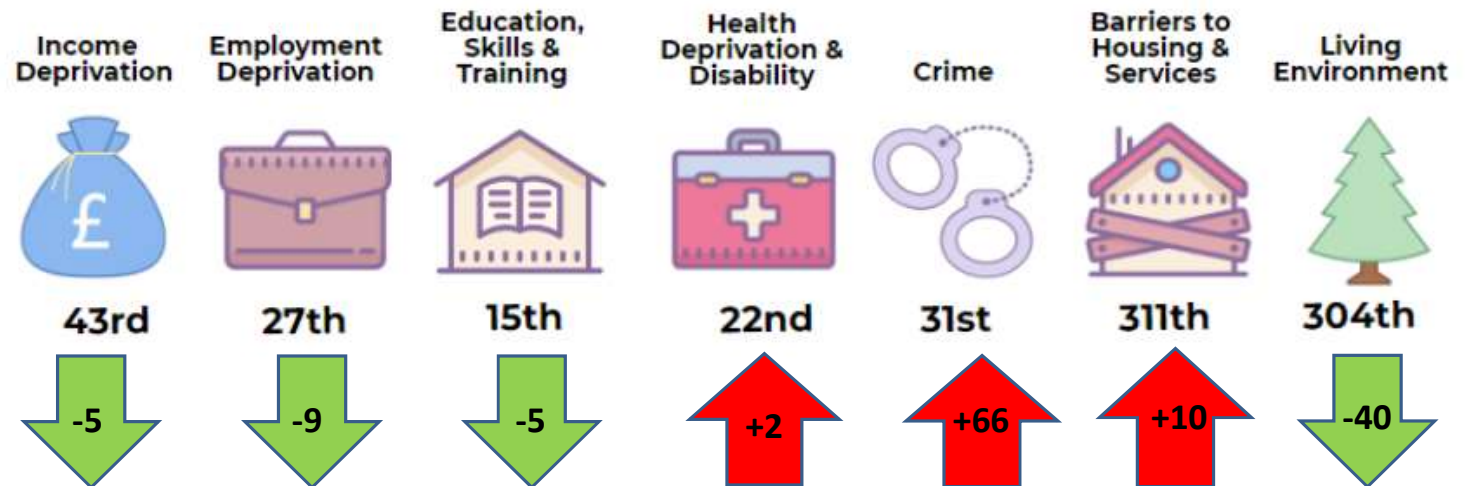 Income
Deprivation
Employment
Deprivation
Education,
Skills &
Training
Health
Deprivation &
Disability
Crime
Barriers to
Housing &
Services
Living
Environment
£
43rd
27th
15th
22nd
31st
311th
304th
-5
-9
-5
+2
+66
+10
-40